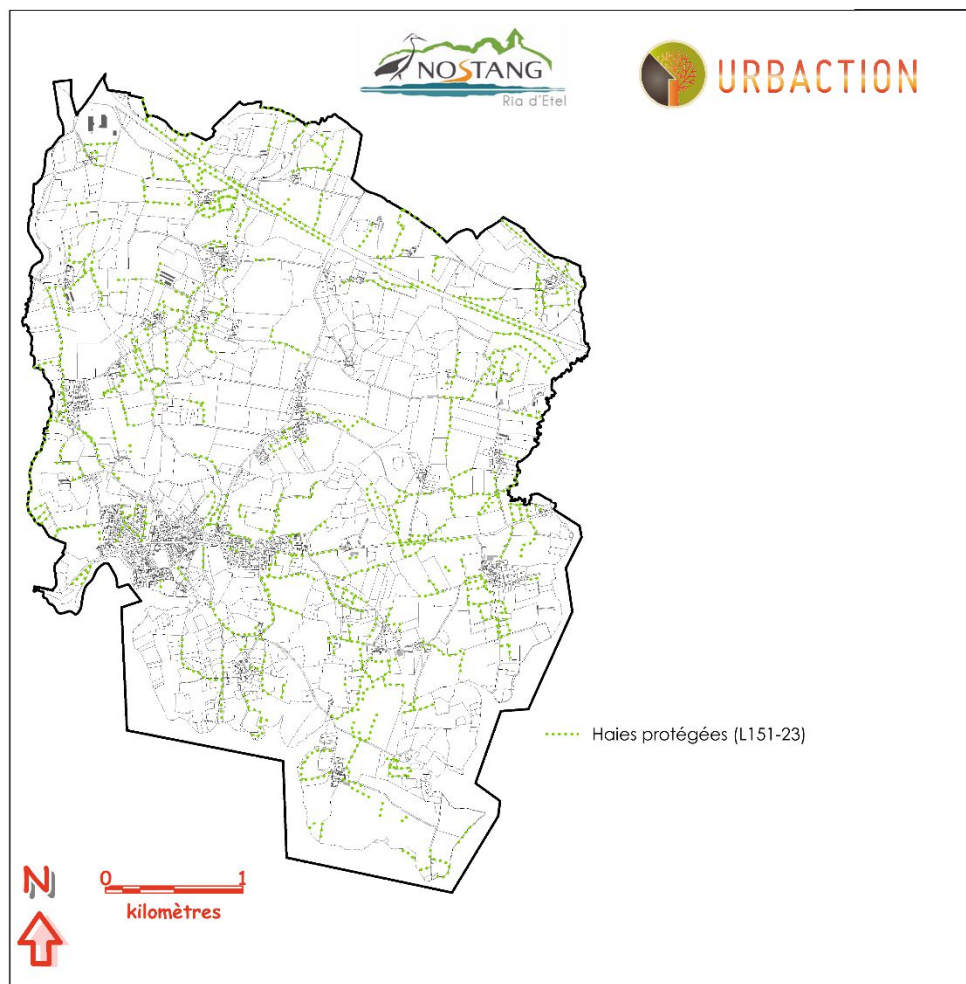 NOSTANG
Ria d'Etel
URBACTION
Haies protégées (L151-23)
N
0 1
kilomètres